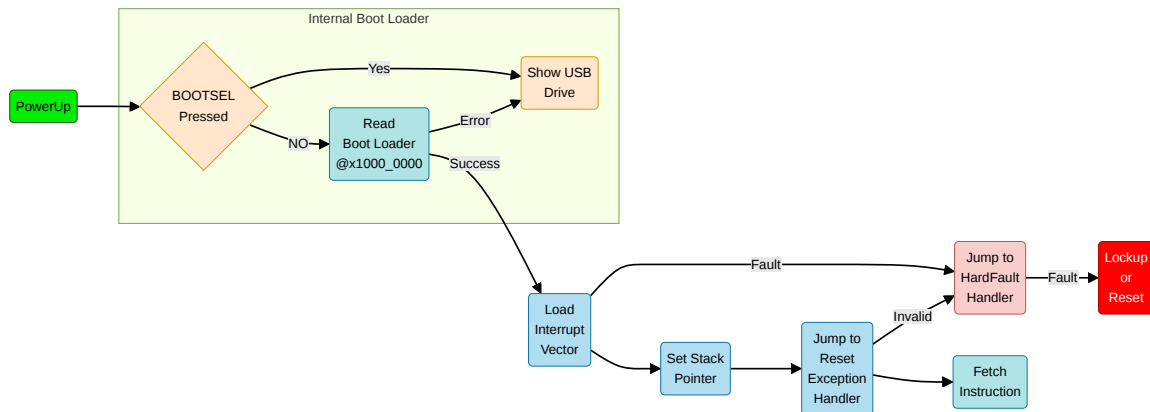 Internal Boot Loader
PowerUp
BOOTSEL
Pressed
Yes
NO
Show USB
Drive
Read
Boot Loader
@x1000_0000
Error
Success
Load
Interrupt
Vector
Fault
Set Stack
Pointer
Jump to
Reset
Exception
Handler
Invalid
Jump to
HardFault
Handler
Fault
Lockup
or
Reset
Fetch
Instruction